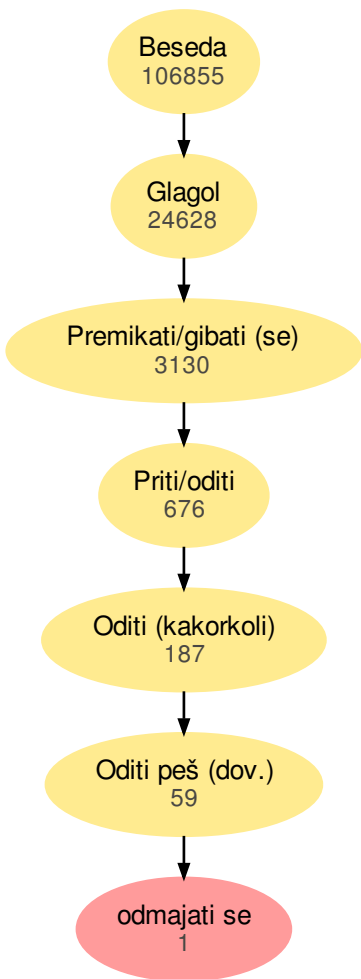 Beseda
106855
Glagol
24628
Premikati/gibati (se)
3130
Priti/oditi
676
Oditi (kakorkoli)
187
Oditi peš (dov.)
59
odmajati se
1